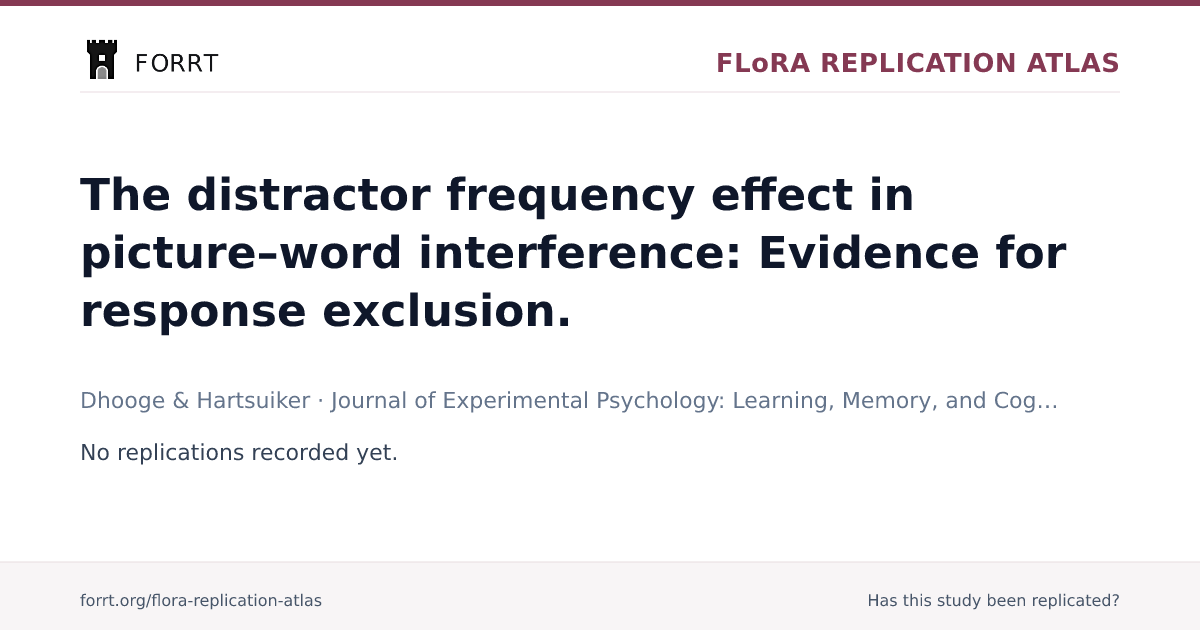 FORRT
FLoRA REPLICATION ATLAS
The distractor frequency effect in
picture–word interference: Evidence for
response exclusion.
Dhooge & Hartsuiker · Journal of Experimental Psychology: Learning, Memory, and Cog…
No replications recorded yet.
forrt.org/flora-replication-atlas
Has this study been replicated?